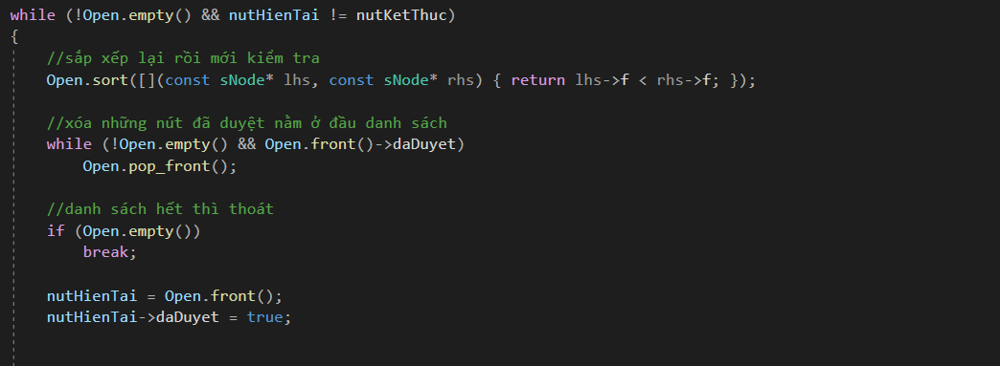 while (!Open.empty() && nutHienTai != nutKetThuc)
{
//sắp xếp lại rồi mới kiểm tra
Open.sort([](const sNode* lhs, const sNode* rhs) { return lhs->f < rhs->f; });
//xóa những nút đã duyệt nằm ở đầu danh sách
while (!Open.empty() && Open.front()->daDuyet)
Open.pop_front();
//danh sách hết thì thoát
if (Open.empty())
break;
nutHienTai = Open.front();
nutHienTai->daDuyet = true;